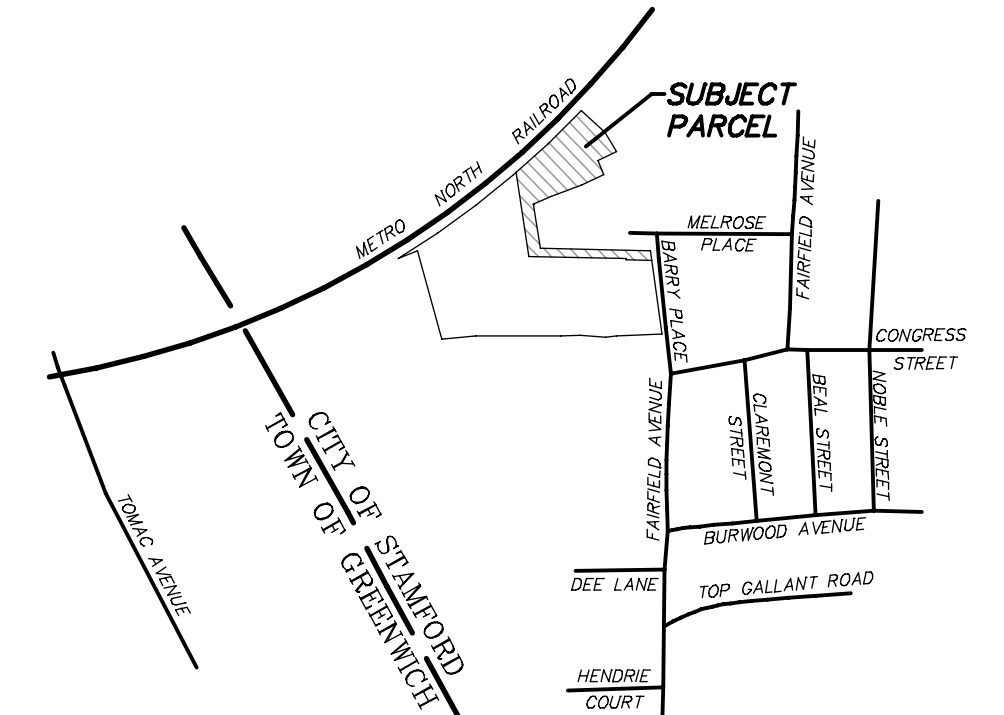 SUBJECT
PARCEL
METRO NORTH RAILROAD
FAIRFIELD AVENUE
MELROSE
PLACE
BARRY PLACE
CONGRESS
STREET
FAIRFIELD AVENUE
CLAREMONT
STREET
BEAL STREET
NOBLE STREET
CITY OF STAMFORD
TOWN OF GREENWICH
TOMAC AVENUE
BURWOOD AVENUE
DEE LANE
TOP GALLANT ROAD
HENDRIE
COURT